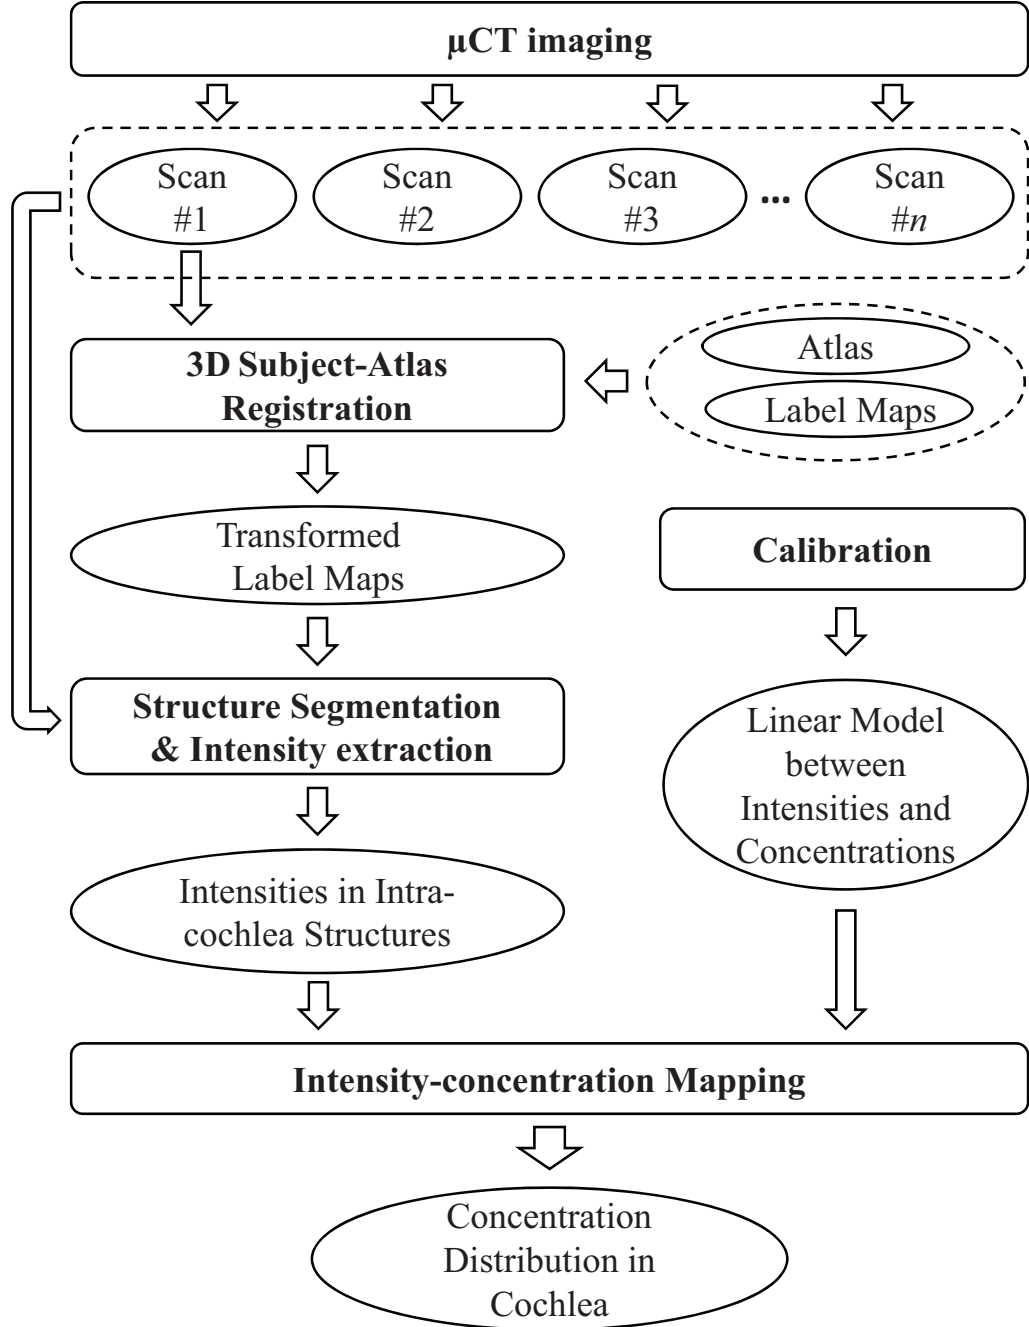 µCT imaging
Scan
#1
Scan
#2
Scan
#3
...
Scan
#n
3D Subject-Atlas
Registration
Atlas
Label Maps
Transformed
Label Maps
Calibration
Structure Segmentation
& Intensity extraction
Linear Model
between
Intensities and
Concentrations
Intensities in Intra-
cochlea Structures
Intensity-concentration Mapping
Concentration
Distribution in
Cochlea